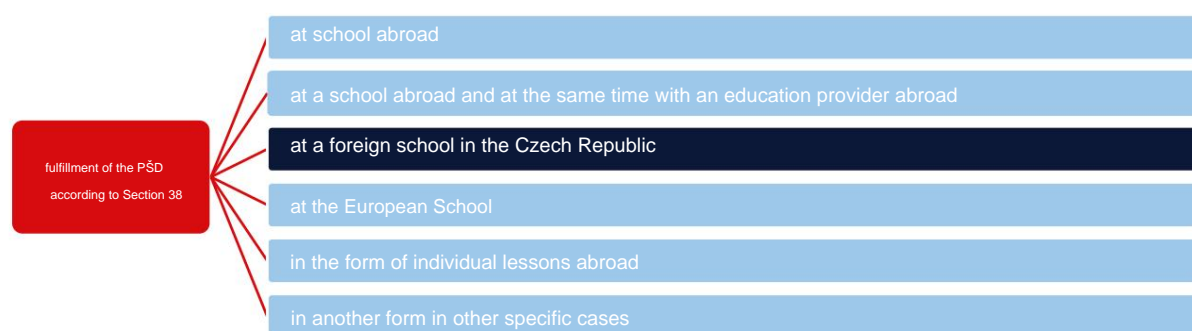 at school abroad
at a school abroad and at the same time with an education provider abroad
at a foreign school in the Czech Republic
fulfillment of the PŠD
according to Section 38
at the European School
in the form of individual lessons abroad
in another form in other specific cases